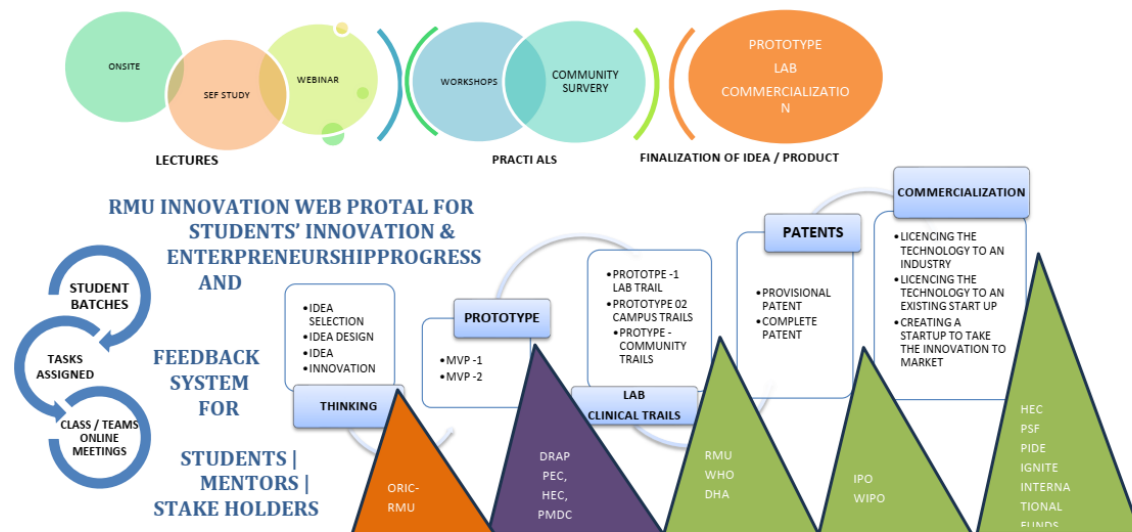 ONSITE
SEF STUDY
WEBINAR
WORKSHOPS
COMMUNITY
SURVERY
PROTOTYPE
LAB
COMMERCIALIZATIO
N
LECTURES
PRACTI ALS
FINALIZATION OF IDEA / PRODUCT
RMU INNOVATION WEB PROTAL FOR
STUDENTS’ INNOVATION &
ENTERPRENEURSHIPPROGRESS
AND
FEEDBACK
SYSTEM
FOR
STUDENTS |
MENTORS |
STAKE HOLDERS
STUDENT
BATCHES
TASKS
ASSIGNED
CLASS / TEAMS
ONLINE
MEETINGS
•IDEA
SELECTION
•IDEA DESIGN
•IDEA
INNOVATION
THINKING
PROTOTYPE
•MVP -1
•MVP -2
•PROTOTPE -1
LAB TRAIL
•PROTOTYPE 02
CAMPUS TRAILS
•PROTYPE -
COMMUNITY
TRAILS
LAB
CLINICAL TRAILS
PATENTS
•PROVISIONAL
PATENT
•COMPLETE
PATENT
COMMERCIALIZATION
•LICENCING THE
TECHNOLOGY TO AN
INDUSTRY
•LICENCING THE
TECHNOLOGY TO AN
EXISTING START UP
•CREATING A
STARTUP TO TAKE
THE INNOVATION TO
MARKET
ORIC-
RMU
DRAP
PEC,
HEC,
PMDC
RMU
WHO
DHA
IPO
WIPO
HEC
PSF
PIDE
IGNITE
INTERNA
TIONAL
FUNDS